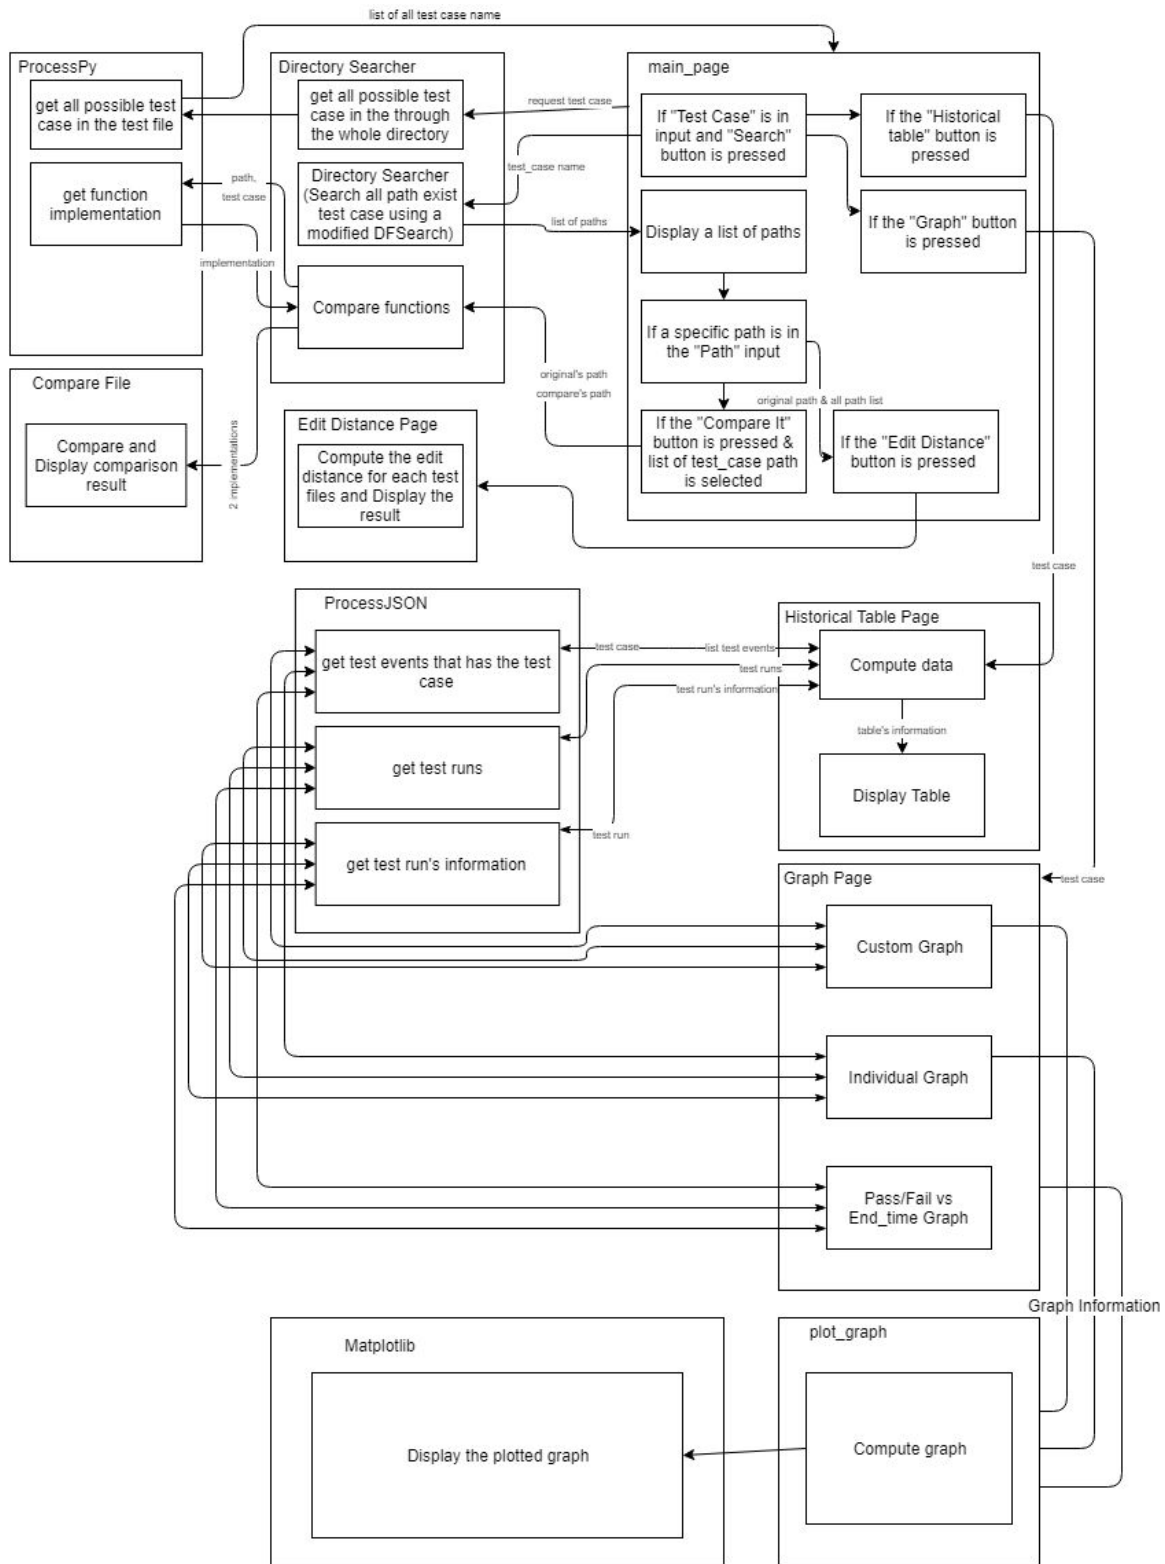 list of all test case name
ProcessPy
get all possible test
case in the test file
get function
implementation
Directory Searcher
get all possible test
case in the through
the whole directory
Directory Searcher
(Search all path exist
test case using a
modified DFSearch)
Compare functions
main_page
If "Test Case" is in
input and "Search"
button is pressed
If the "Historical
table" button is
pressed
Display a list of paths
If the "Graph" button
is pressed
If a specific path is in
the "Path" input
If the "Compare It"
button is pressed &
list of test_case path
is selected
If the "Edit Distance"
button is pressed
request test case
test_case name
path,
test case
list of paths
implementation
original's path
compare's path
original path & all path list
Compare File
Compare and
Display comparison
result
2 implementations
Edit Distance Page
Compute the edit
distance for each test
files and Display the
result
test case
ProcessJSON
get test events that has the test
case
get test runs
get test run's information
test case
list test events
test runs
test run's information
test run
Historical Table Page
Compute data
table's information
Display Table
Graph Page
test case
Custom Graph
Individual Graph
Pass/Fail vs
End_time Graph
Graph Information
Matplotlib
Display the plotted graph
plot_graph
Compute graph